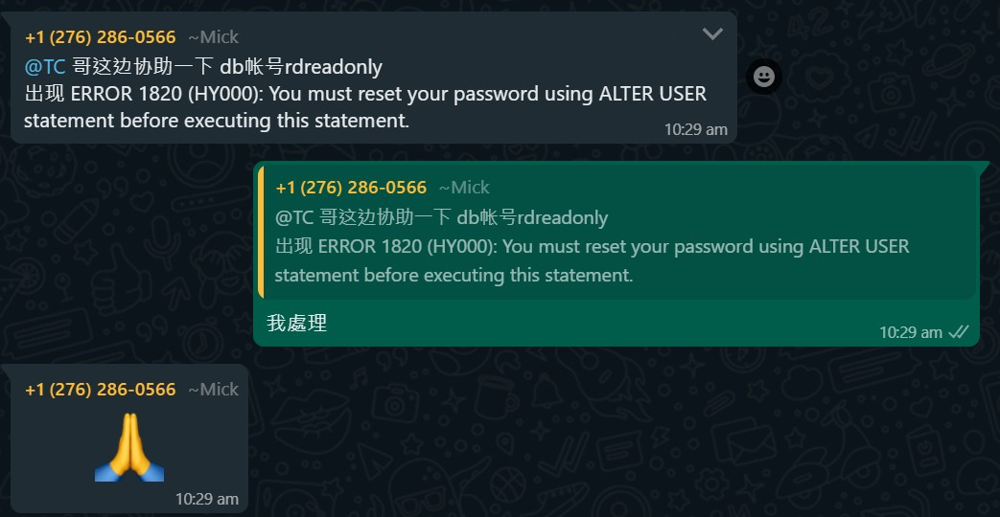 +1 (276) 286-0566 ~Mick
@TC 哥这边协助一下 db帐号rdreadonly
出现 ERROR 1820 (HY000): You must reset your password using ALTER USER
statement before executing this statement.
10:29 am
+1 (276) 286-0566 ~Mick
@TC 哥这边协助一下 db帐号rdreadonly
出现 ERROR 1820 (HY000): You must reset your password using ALTER USER
statement before executing this statement.
我處理
10:29 am
+1 (276) 286-0566 ~Mick
10:29 am